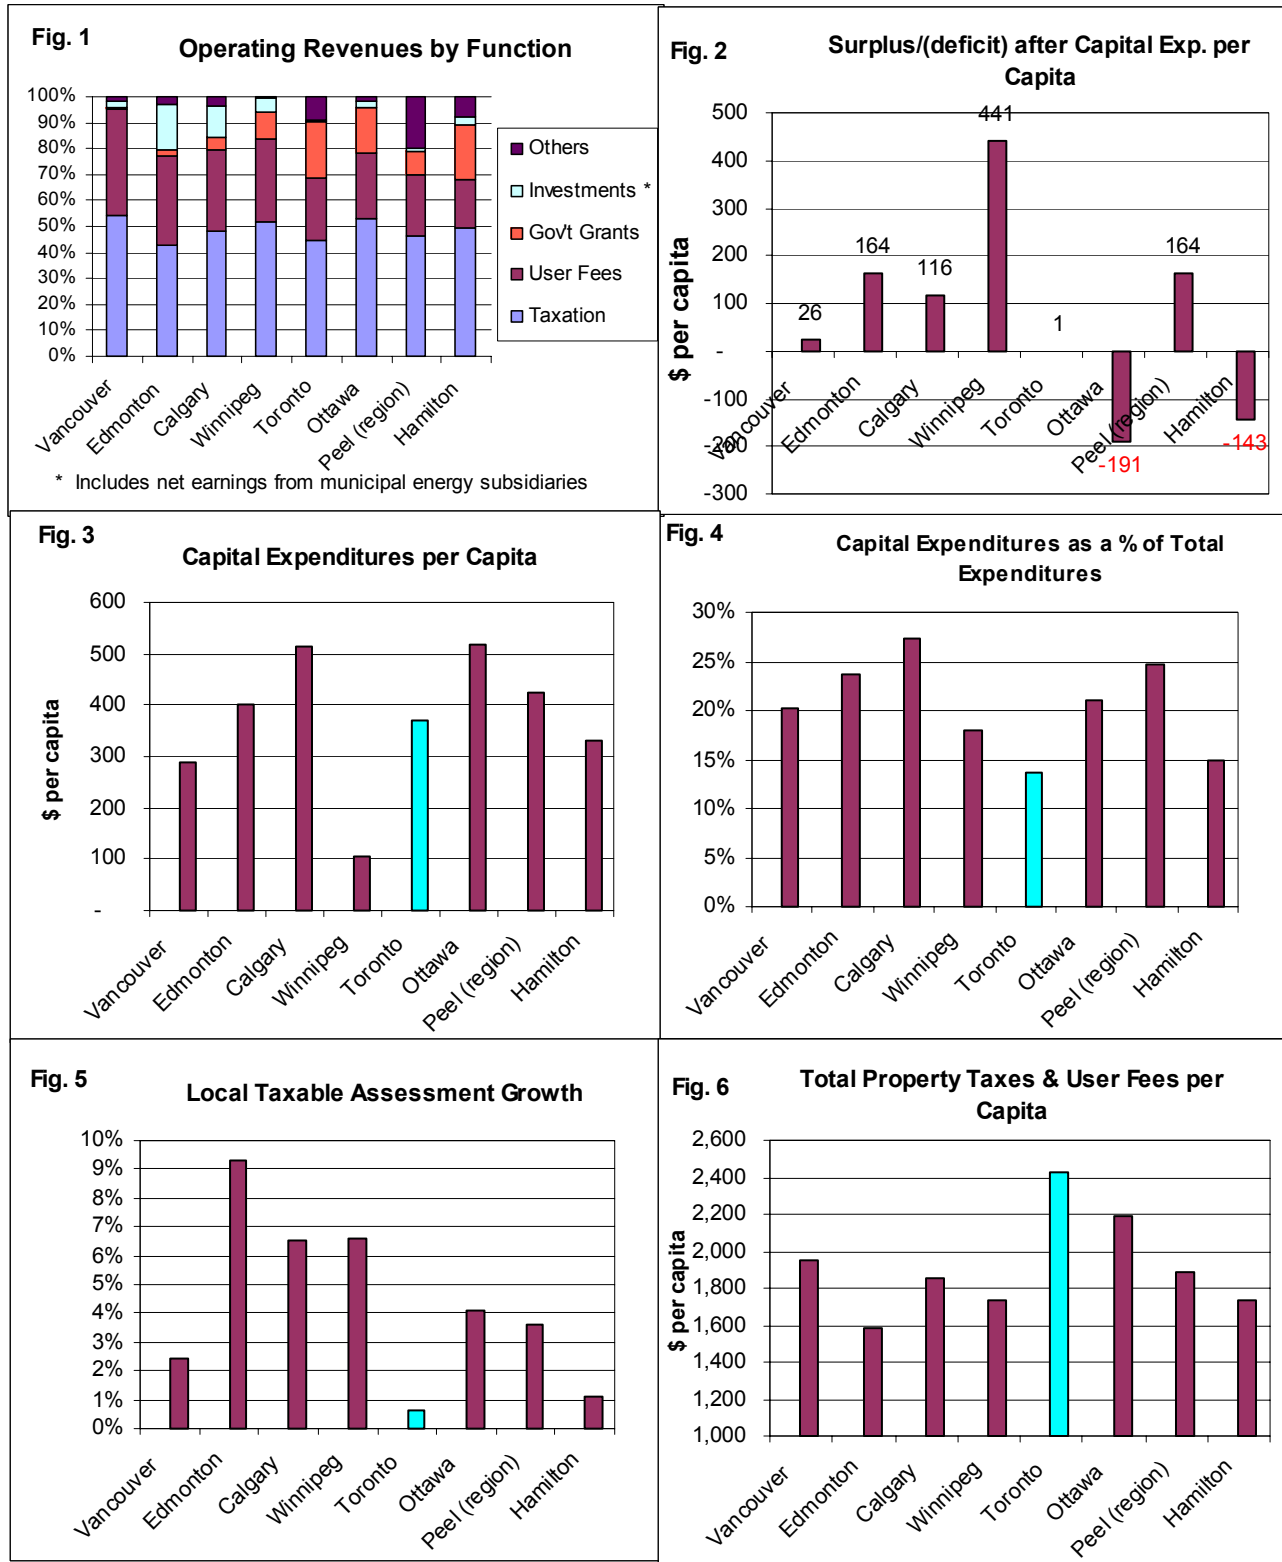 Fig. 1
Operating Revenues by Function
100%
90%
80%
70%
60%
50%
40%
30%
20%
10%
0%
Others
Investments *
Gov't Grants
User Fees
Taxation
Vancouver
Edmonton
Calgary
Winnipeg
Toronto
Ottawa
Peel (region)
Hamilton
* Includes net earnings from municipal energy subsidiaries
Fig. 2
Surplus/(deficit) after Capital Exp. per
Capita
$ per capita
500
400
300
200
100
-
-100
-200
-300
26
164
116
441
1
-191
164
-143
Vancouver
Edmonton
Calgary
Winnipeg
Toronto
Ottawa
Peel (region)
Hamilton
Fig. 3
Capital Expenditures per Capita
$ per capita
600
500
400
300
200
100
-
Vancouver
Edmonton
Calgary
Winnipeg
Toronto
Ottawa
Peel (region)
Hamilton
Fig. 4
Capital Expenditures as a % of Total
Expenditures
30%
25%
20%
15%
10%
5%
0%
Vancouver
Edmonton
Calgary
Winnipeg
Toronto
Ottawa
Peel (region)
Hamilton
Fig. 5
Local Taxable Assessment Growth
10%
9%
8%
7%
6%
5%
4%
3%
2%
1%
0%
Vancouver
Edmonton
Calgary
Winnipeg
Toronto
Ottawa
Peel (region)
Hamilton
Fig. 6
Total Property Taxes & User Fees per
Capita
$ per capita
2,600
2,400
2,200
2,000
1,800
1,600
1,400
1,200
1,000
Vancouver
Edmonton
Calgary
Winnipeg
Toronto
Ottawa
Peel (region)
Hamilton